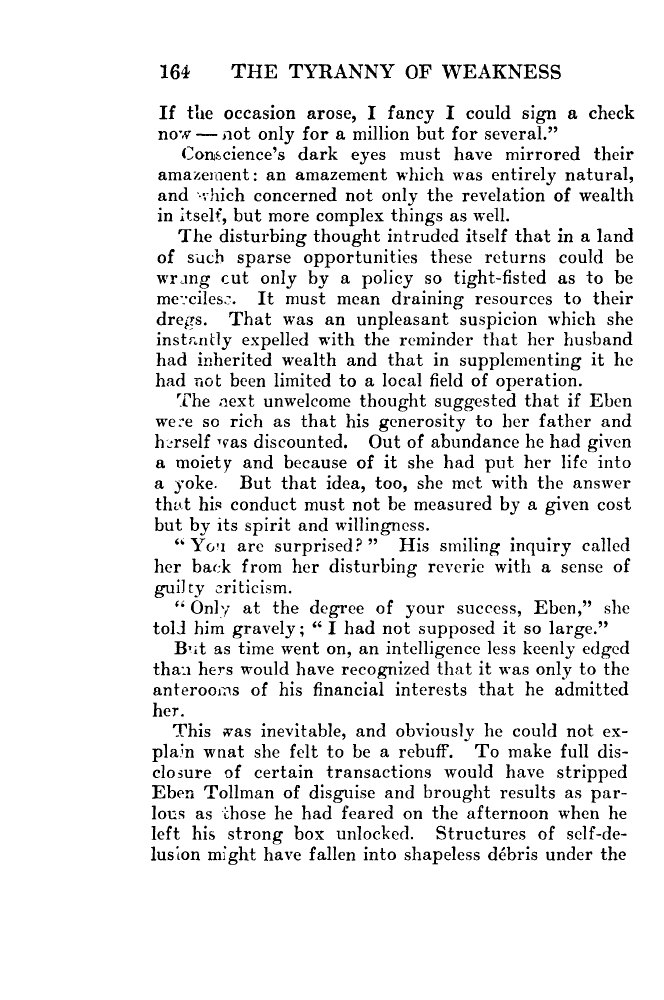 164 THE TYRANNY OF WEAKNESS
If the occasion arose, I fancy I could sign a check
now — not only for a million but for several.”
Conscience’s dark eyes must have mirrored their
amazement: an amazement which was entirely natural,
and which concerned not only the revelation of wealth
in itself, but more complex things as well.
The disturbing thought intruded itself that in a land
of such sparse opportunities these returns could be
wrung out only by a policy so tight-fisted as to be
merciless. It must mean draining resources to their
dregs. That was an unpleasant suspicion which she
instantly expelled with the reminder that her husband
had inherited wealth and that in supplementing it he
had not been limited to a local field of operation.
The next unwelcome thought suggested that if Eben
were so rich as that his generosity to her father and
herself was discounted. Out of abundance he had given
a moiety and because of it she had put her life into
a yoke. But that idea, too, she met with the answer
that his conduct must not be measured by a given cost
but by its spirit and willingness.
“ You are surprised? ” His smiling inquiry called
her back from her disturbing reverie with a sense of
guilty criticism.
“ Only at the degree of your success, Eben,” she
told him gravely; “ I had not supposed it so large.”
But as time went on, an intelligence less keenly edged
than hers would have recognized that it was only to the
anterooms of his financial interests that he admitted
her.
This was inevitable, and obviously he could not ex-
plain what she felt to be a rebuff. To make full dis-
closure of certain transactions would have stripped
Eben Tollman of disguise and brought results as par-
lous as those he had feared on the afternoon when he
left his strong box unlocked. Structures of self-de-
lusion might have fallen into shapeless débris under the